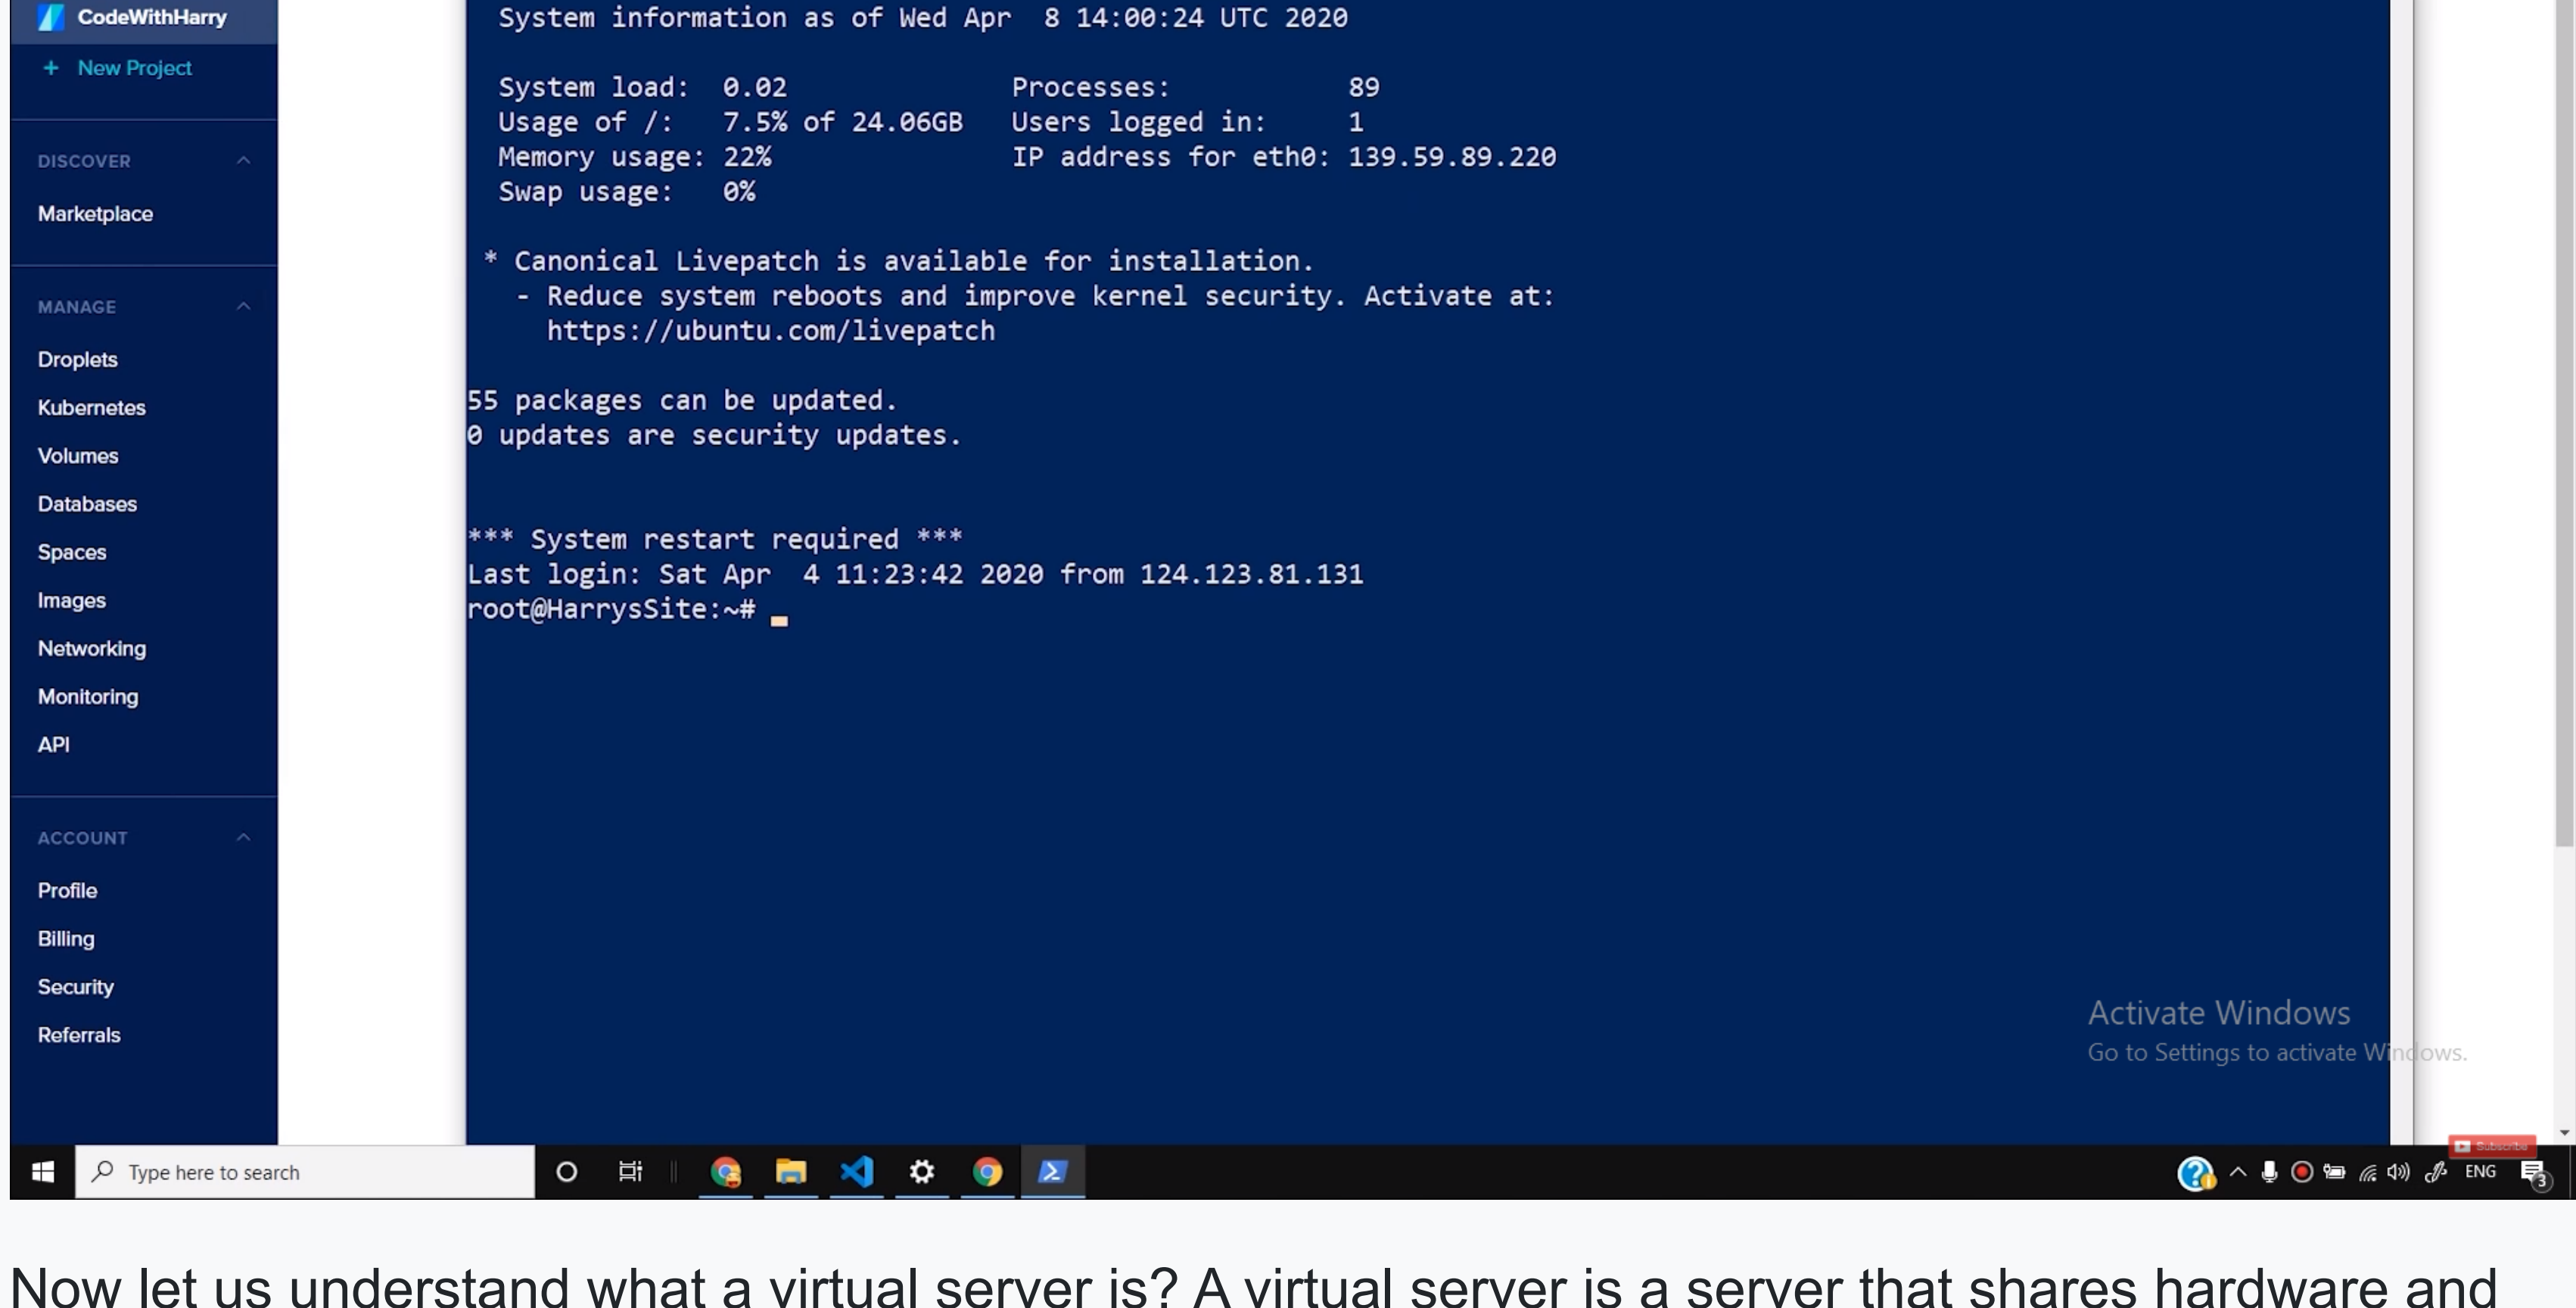 CodeWithHarry
+ New Project
DISCOVER
Marketplace
MANAGE
Droplets
Kubernetes
Volumes
Databases
Spaces
Images
Networking
Monitoring
API
ACCOUNT
Profile
Billing
Security
Referrals
System information as of Wed Apr  8 14:00:24 UTC 2020
System load:  0.02              Processes:           89
Usage of /:   7.5% of 24.06GB   Users logged in:     1
Memory usage: 22%               IP address for eth0: 139.59.89.220
Swap usage:   0%
* Canonical Livepatch is available for installation.
- Reduce system reboots and improve kernel security. Activate at:
https://ubuntu.com/livepatch
55 packages can be updated.
0 updates are security updates.
*** System restart required ***
Last login: Sat Apr  4 11:23:42 2020 from 124.123.81.131
root@HarrysSite:~#
Activate Windows
Go to Settings to activate Windows.
Subscribe
Type here to search
ENG
3
Now let us understand what a virtual server is? A virtual server is a server that shares hardware and